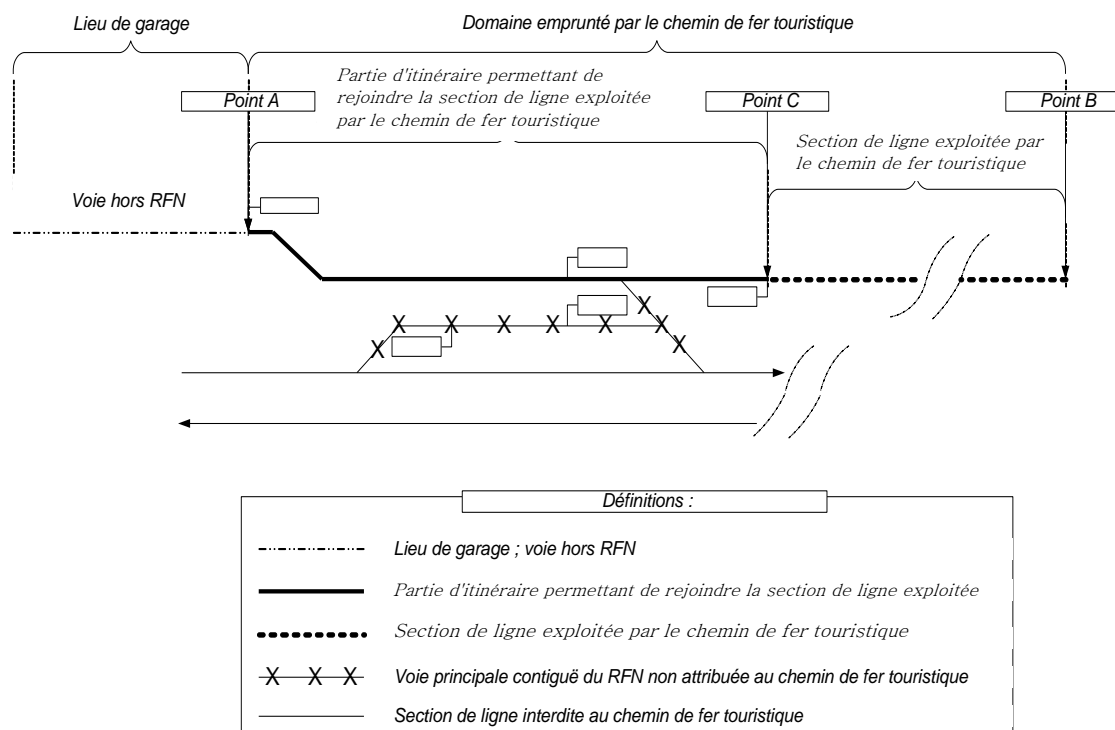 Lieu de garage
Domaine emprunté par le chemin de fer touristique
Partie d'itinéraire permettant de
rejoindre la section de ligne exploitée
par le chemin de fer touristique
Point A
Point C
Point B
Section de ligne exploitée par
le chemin de fer touristique
Voie hors RFN
Définitions :
Lieu de garage ; voie hors RFN
Partie d'itinéraire permettant de rejoindre la section de ligne exploitée
Section de ligne exploitée par le chemin de fer touristique
Voie principale contiguë du RFN non attribuée au chemin de fer touristique
Section de ligne interdite au chemin de fer touristique